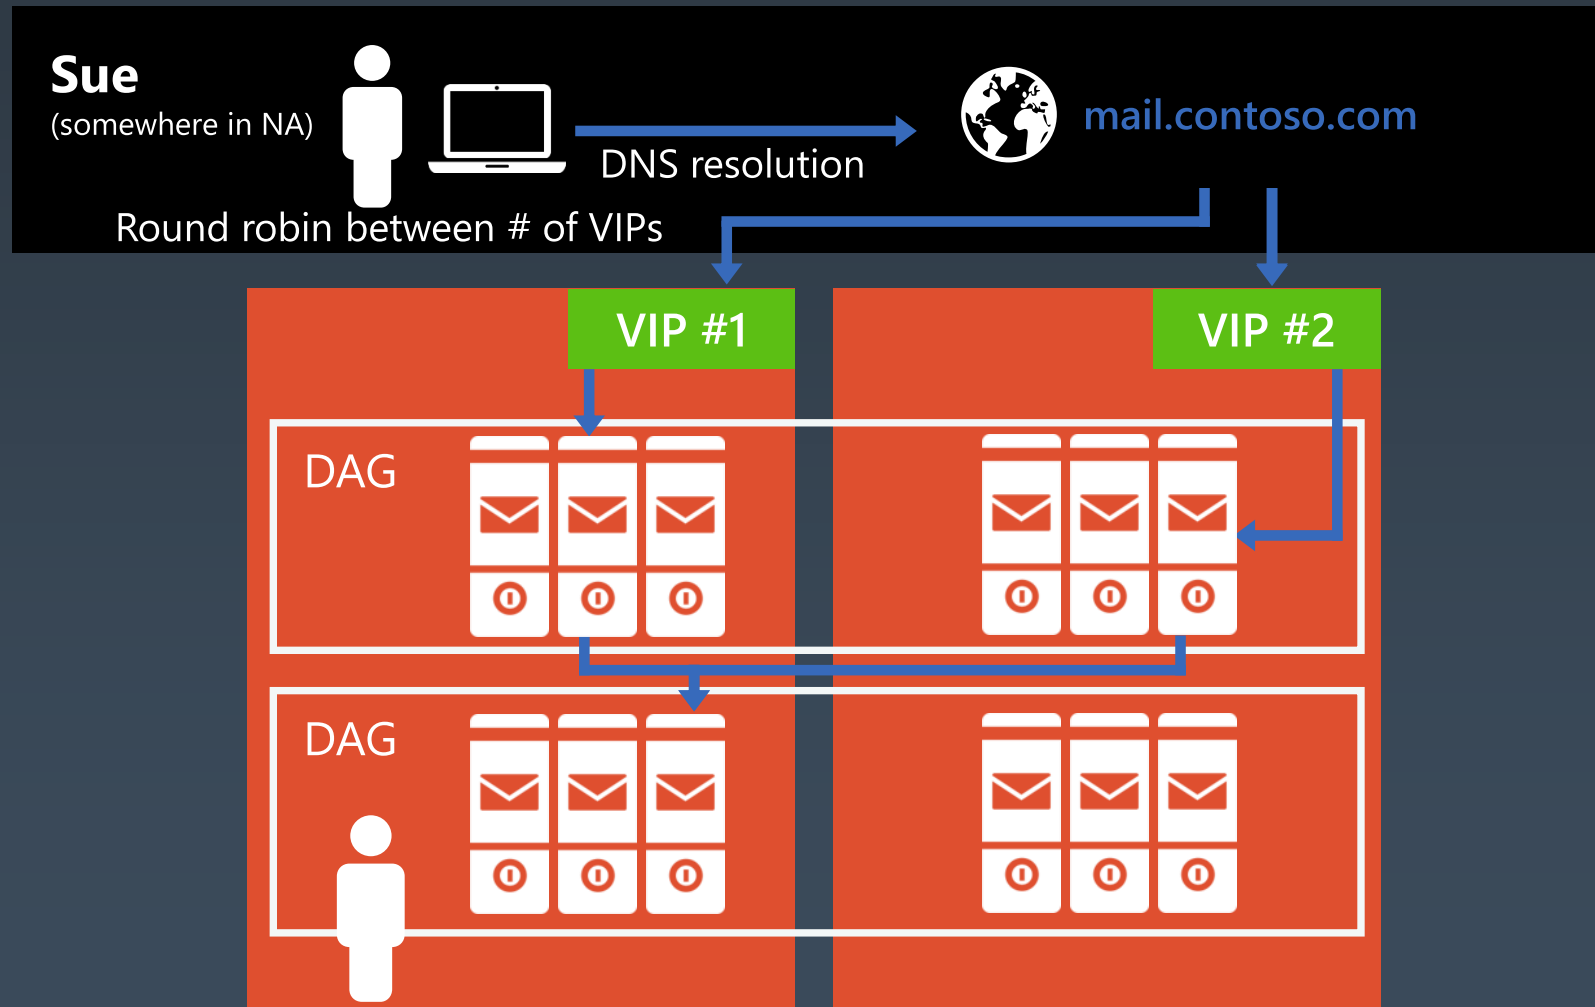 Sue
(somewhere in NA)
mail.contoso.com
DNS resolution
Round robin between # of VIPs
VIP #1
VIP #2
DAG
DAG